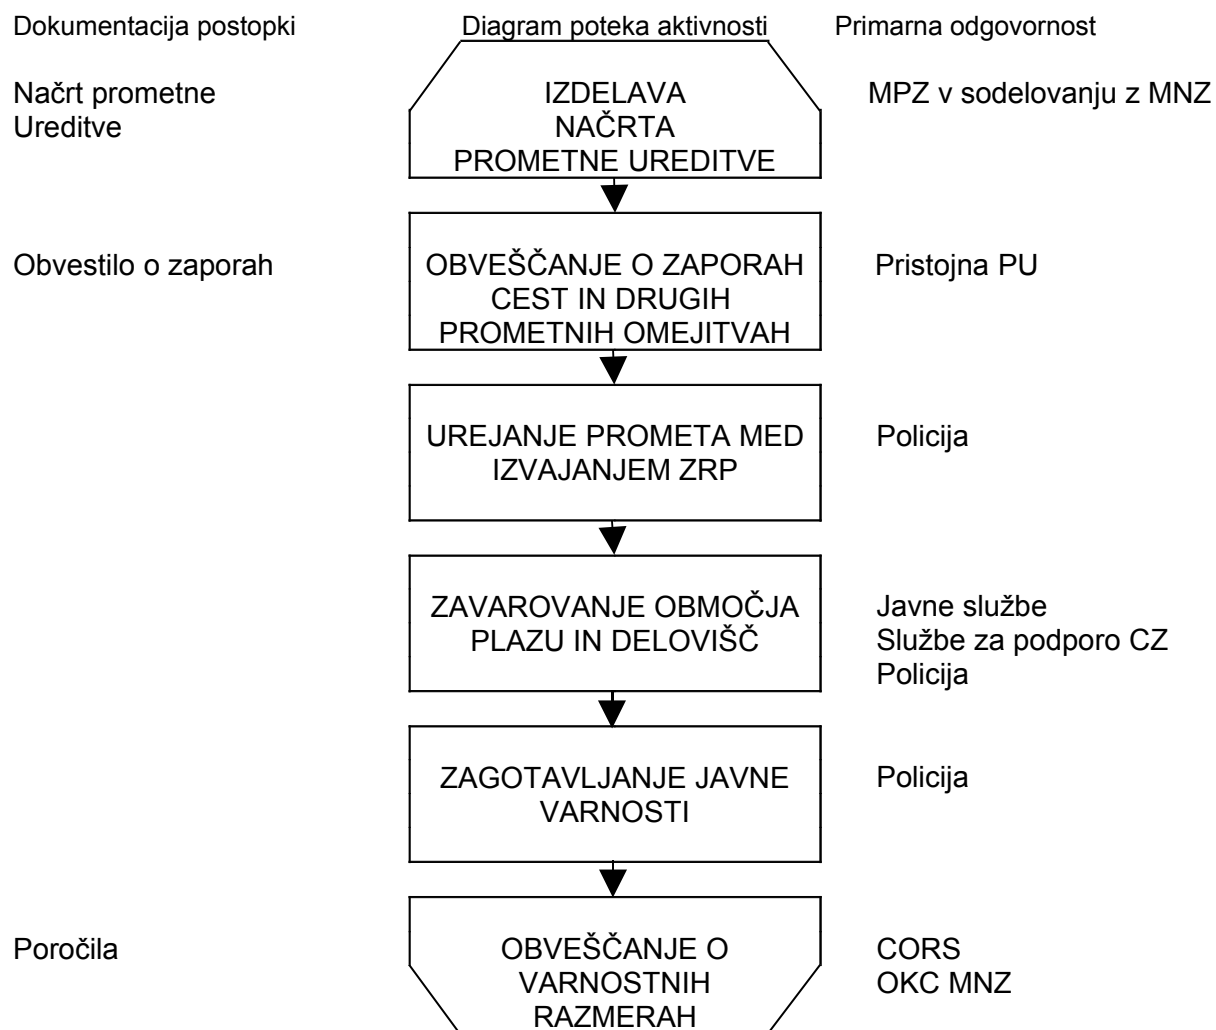 Dokumentacija postopki
Diagram poteka aktivnosti
Primarna odgovornost
Načrt prometne
Ureditve
IZDELAVA
NAČRTA
PROMETNE UREDITVE
MPZ v sodelovanju z MNZ
Obvestilo o zaporah
OBVEŠČANJE O ZAPORAH
CEST IN DRUGIH
PROMETNIH OMEJITVAH
Pristojna PU
UREJANJE PROMETA MED
IZVAJANJEM ZRP
Policija
ZAVAROVANJE OBMOČJA
PLAZU IN DELOVIŠČ
Javne službe
Službe za podporo CZ
Policija
ZAGOTAVLJANJE JAVNE
VARNOSTI
Policija
Poročila
OBVEŠČANJE O
VARNOSTNIH
RAZMERAH
CORS
OKC MNZ